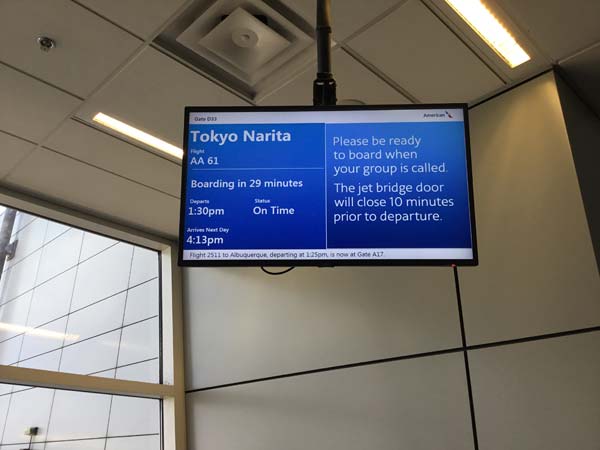 Gate D33
American
Tokyo Narita
Flight
AA 61
Boarding in 29 minutes
Departs
Status
1:30pm
On Time
Arrives Next Day
4:13pm
Please be ready
to board when
your group is called.
The jet bridge door
will close 10 minutes
prior to departure.
Flight 2511 to Albuquerque, departing at 1:25pm, is now at Gate A17.